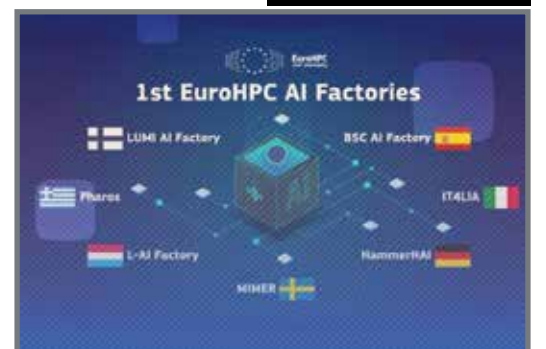 EuroHPC
1st EuroHPC AI Factories
LUMI AI Factory
BSC AI Factory
Pharos
AI
IT4LIA
L-AI Factory
HammerHAI
MIMER